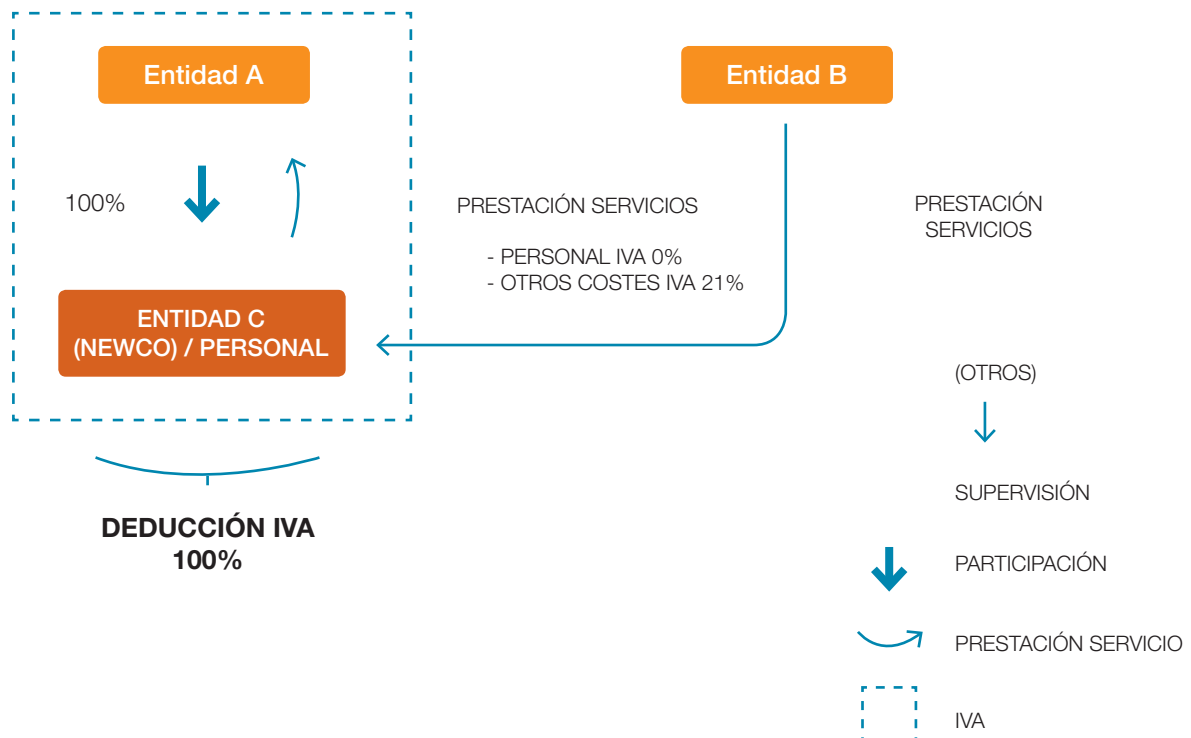 Entidad A
Entidad B
100%
PRESTACIÓN SERVICIOS
- PERSONAL IVA 0%
- OTROS COSTES IVA 21%
PRESTACIÓN
SERVICIOS
ENTIDAD C
(NEWCO) / PERSONAL
(OTROS)
DEDUCCIÓN IVA
100%
SUPERVISIÓN
PARTICIPACIÓN
PRESTACIÓN SERVICIO
IVA